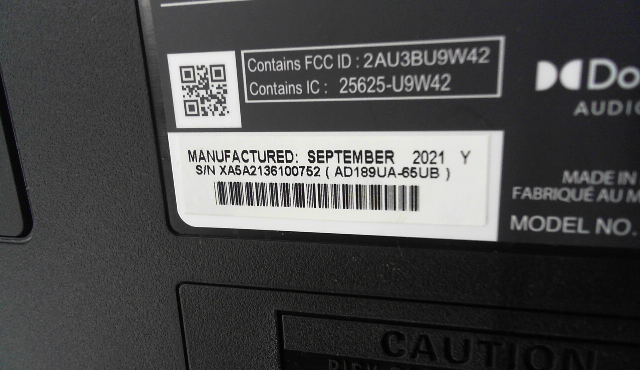 Contains FCC ID : 2AU3BU9W42
Contains IC : 25625-U9W42
AUDIO
MANUFACTURED: SEPTEMBER 2021 Y
S/N XA5A2136100752 ( AD189UA-65UB )
MADE IN
FABRIQUÉ AU M
MODEL NO.
CAUTION